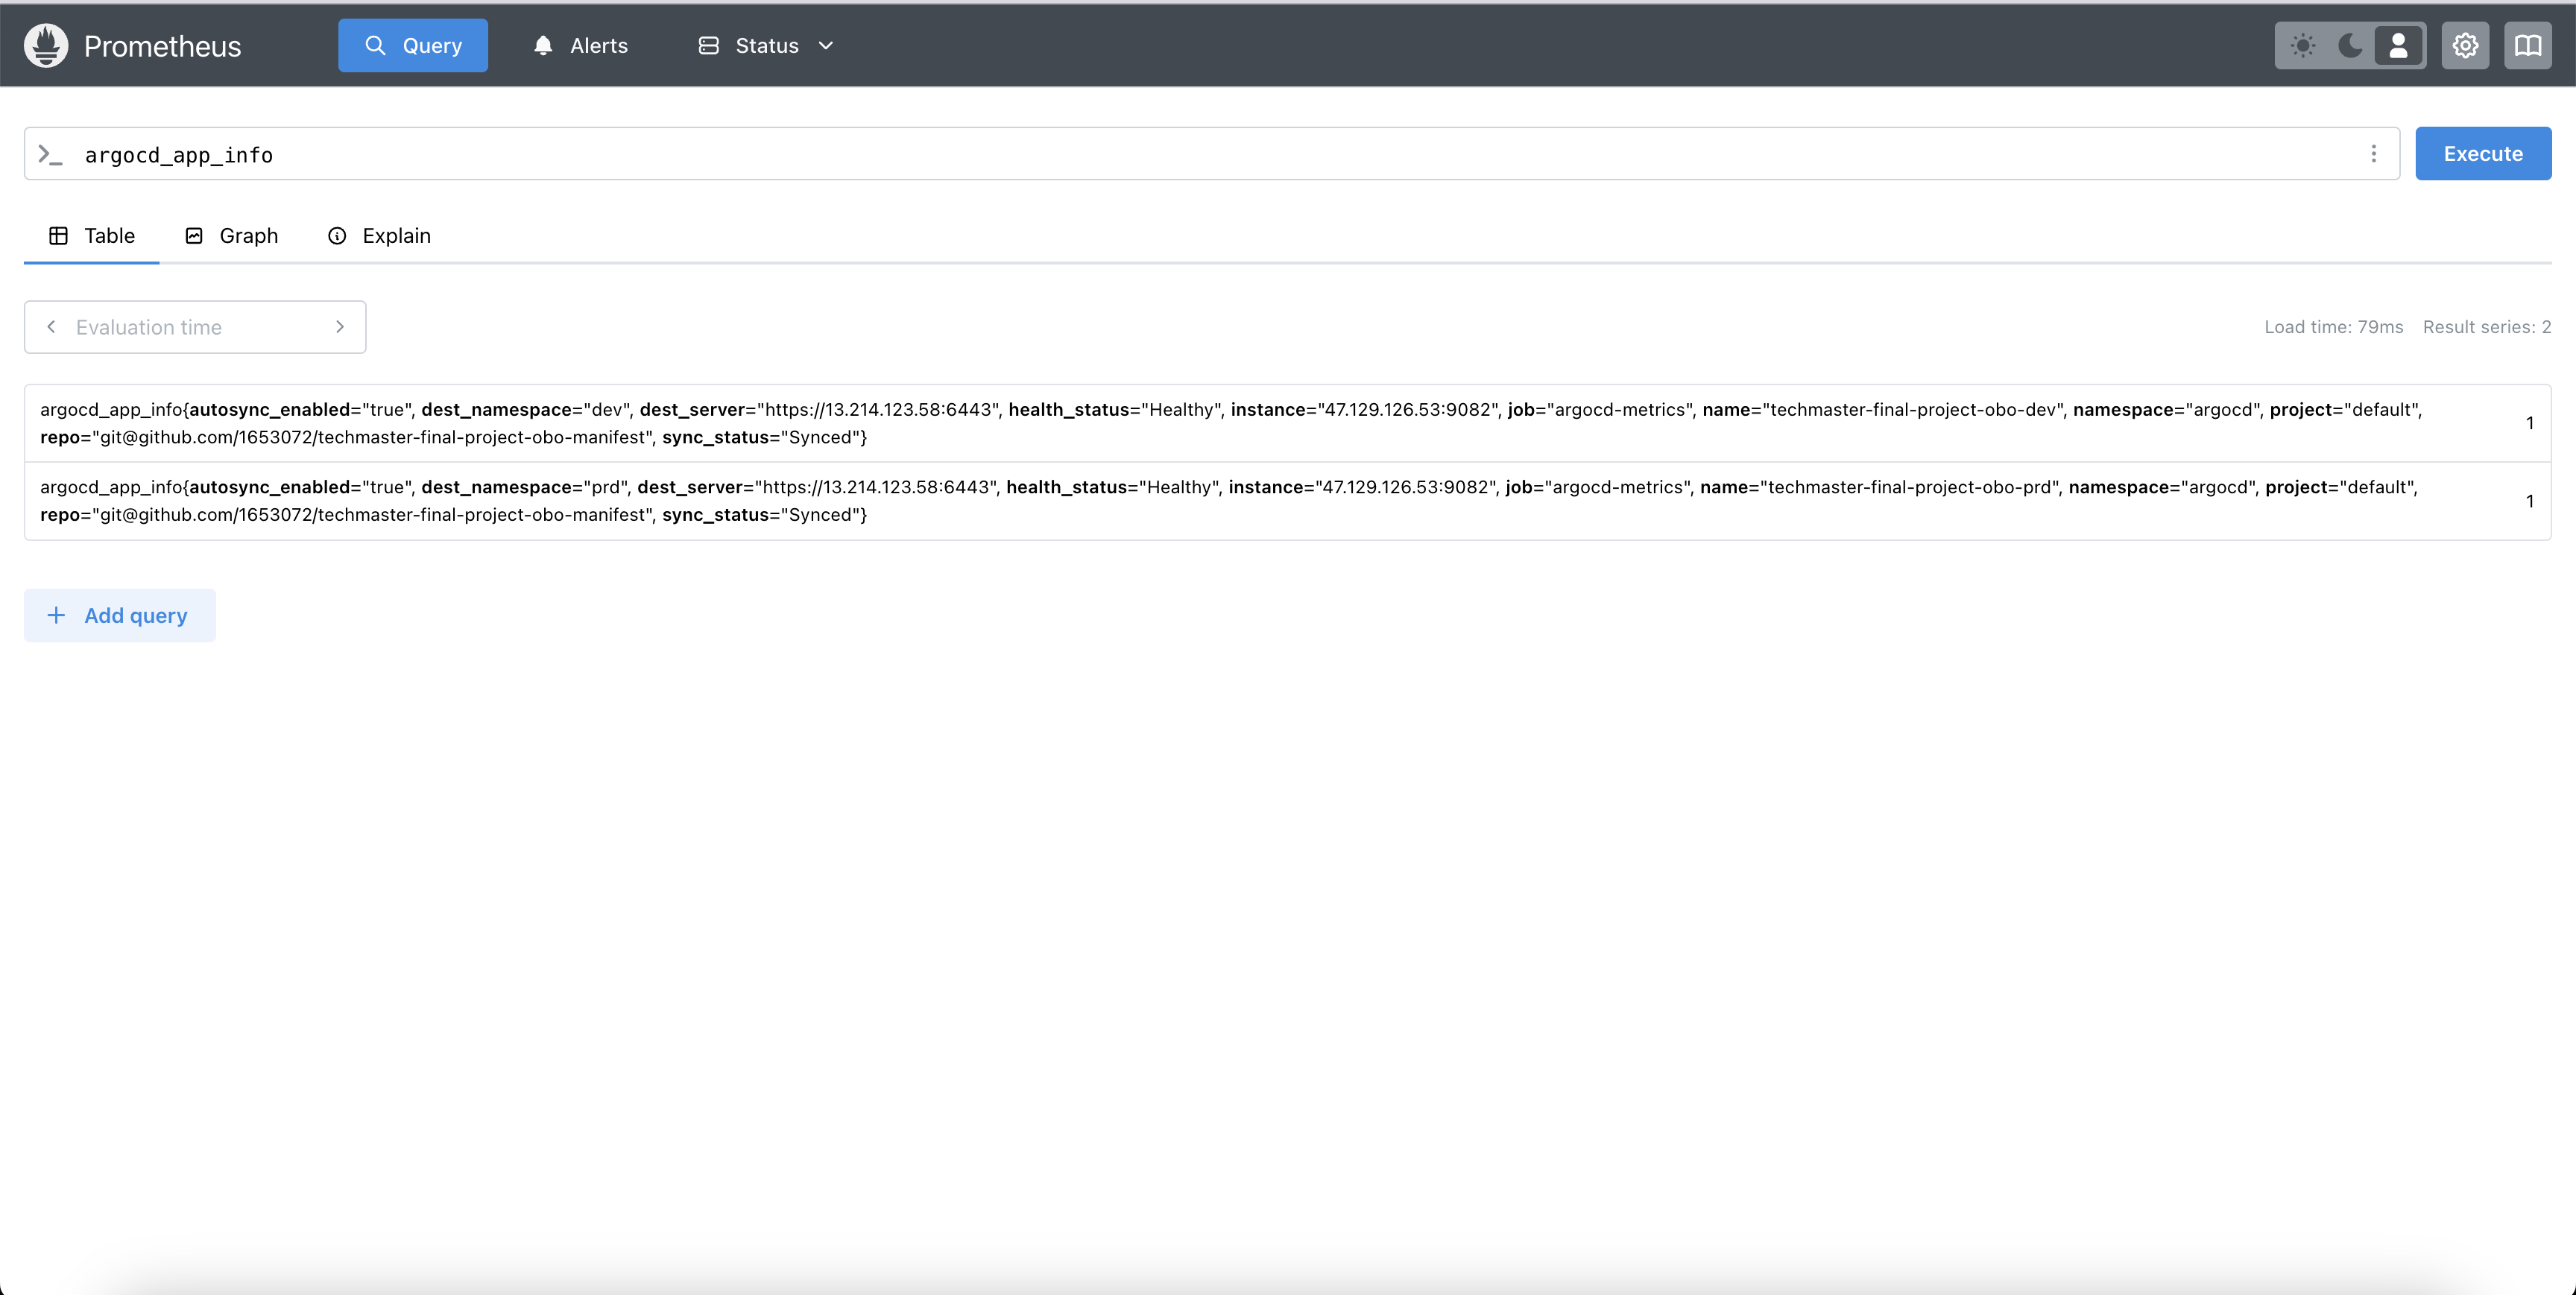 Prometheus
Query
Alerts
Status
argocd_app_info
Execute
Table
Graph
Explain
Evaluation time
Load time: 79ms
Result series: 2
argocd_app_info{autosync_enabled="true", dest_namespace="dev", dest_server="https://13.214.123.58:6443", health_status="Healthy", instance="47.129.126.53:9082", job="argocd-metrics", name="techmaster-final-project-obo-dev", namespace="argocd", project="default",
repo="git@github.com/1653072/techmaster-final-project-obo-manifest", sync_status="Synced"}
1
argocd_app_info{autosync_enabled="true", dest_namespace="prd", dest_server="https://13.214.123.58:6443", health_status="Healthy", instance="47.129.126.53:9082", job="argocd-metrics", name="techmaster-final-project-obo-prd", namespace="argocd", project="default",
repo="git@github.com/1653072/techmaster-final-project-obo-manifest", sync_status="Synced"}
1
Add query